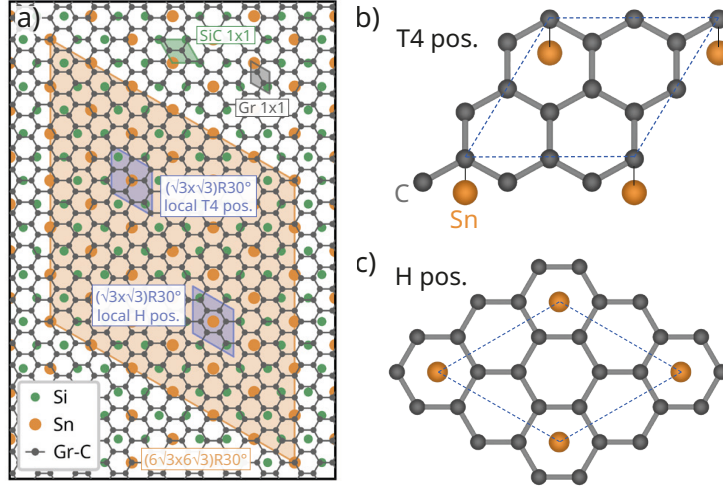 a)
SiC 1x1
Gr 1x1
(√3x√3)R30°
local T4 pos.
(√3x√3)R30°
local H pos.
Si
Sn
Gr-C
(6√3x6√3)R30°
b)
T4 pos.
C
Sn
c)
H pos.